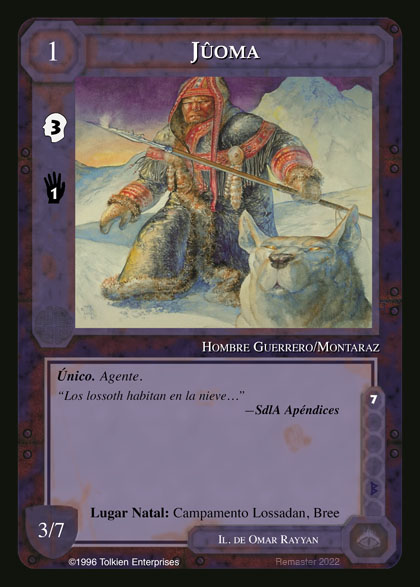 1
JÛOMA
3
1
HOMBRE GUERRERO/MONTARAZ
Único. Agente.
“Los lossoth habitan en la nieve…”
—SdlA Apéndices
7
Lugar Natal: Campamento Lossadan, Bree
3/7
IL. DE OMAR RAYYAN
©1996 Tolkien Enterprises
Remaster 2022